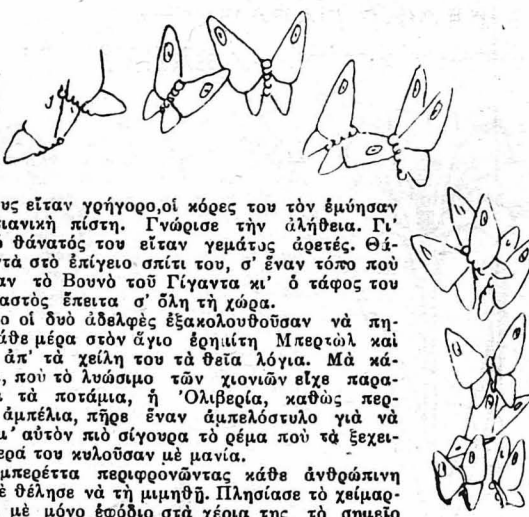 υς εἴταν γρήγορο,οἱ κόρες του τὸν ἐμύησαν
ιανικὴ πίστη. Γνώρισε τὴν ἀλήθεια. Γι'
θάνατός του εἴταν γεμάτος ἀρετές. Θά-
τὰ στὸ ἐπίγειο σπίτι του, σ' ἕναν τόπο ποὺ
αν τὸ Βουνὸ τοῦ Γίγαντα κι' ὁ τάφος του
αστὸς ἔπειτα σ' ὅλη τὴ χώρα.
ο οἱ δυὸ ἀδελφὲς ἐξακολουθοῦσαν νὰ πη-
άθε μέρα στὸν ἅγιο ἐρημίτη Μπερτὼλ καὶ
ἀπ' τὰ χείλη του τὰ θεῖα λόγια. Μὰ κά-
, ποὺ τὸ λυώσιμο τῶν χιονιῶν εἶχε παρα-
ι τὰ ποτάμια, ἡ Ὀλιβερία, καθὼς περ-
ἀμπέλια, πῆρε ἕναν ἀμπελόστυλο γιὰ νὰ
μ' αὐτὸν πιὸ σίγουρα τὸ ρέμα ποὺ τὰ ξεχει-
ερά του κυλοῦσαν μὲ μανία.
μπερέττα περιφρονῶντας κάθε ἀνθρώπινη
ὲ θέλησε νὰ τὴ μιμηθῇ. Πλησίασε τὸ χείμαρ-
μὲ μόνο ἐφόδιο στὰ χέρια της τὸ σημεῖο